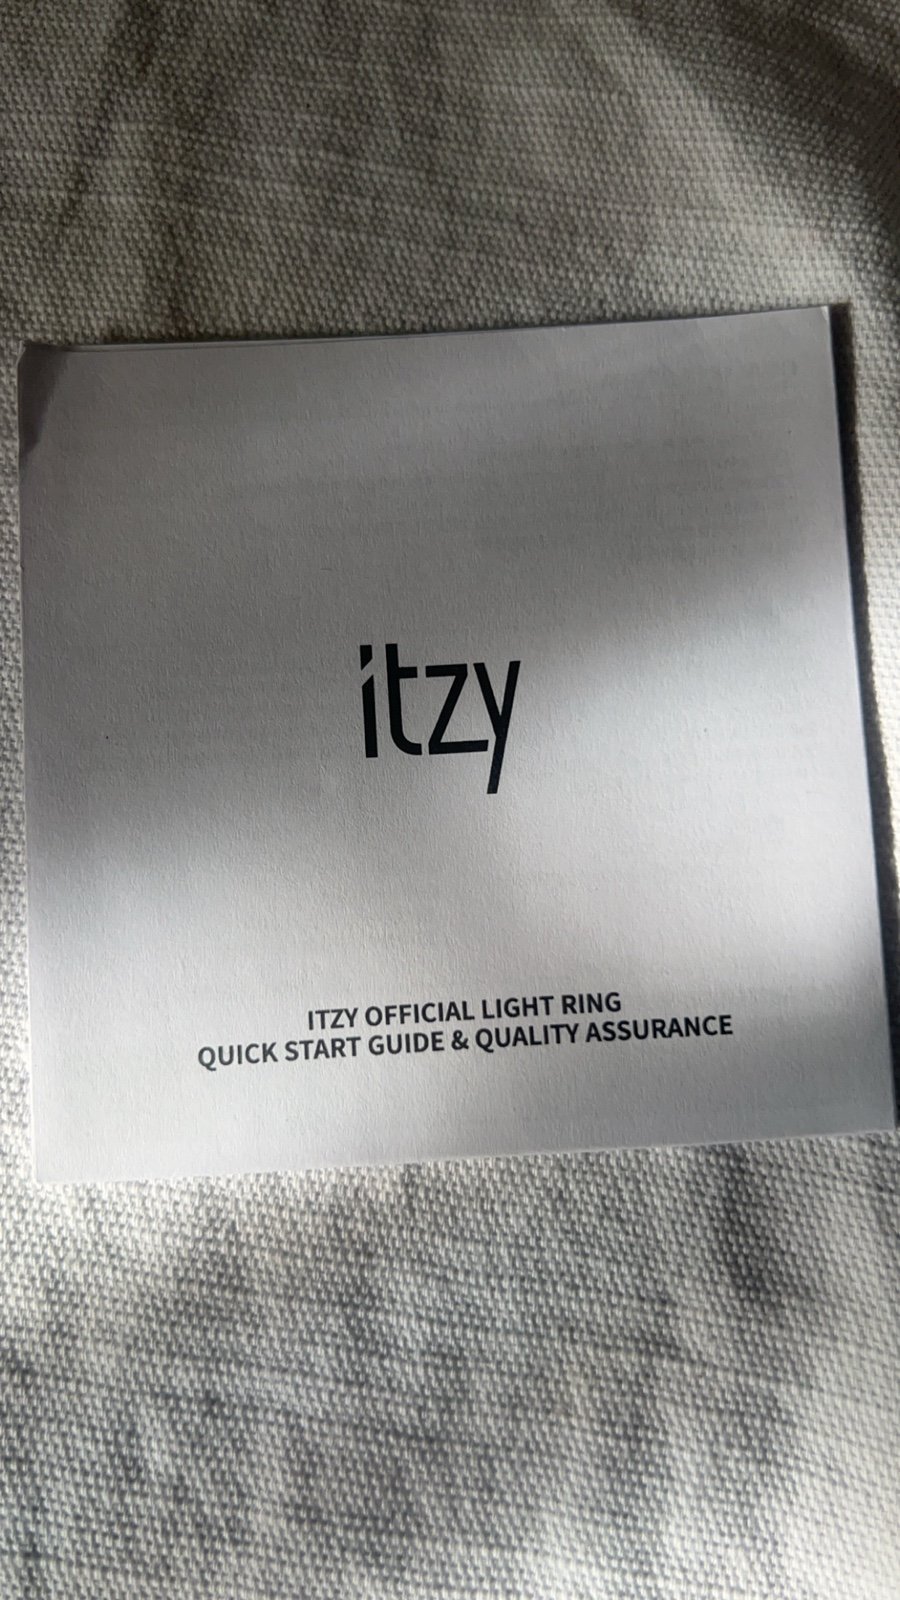 itzy
ITZY OFFICIAL LIGHT RING
QUICK START GUIDE & QUALITY ASSURANCE